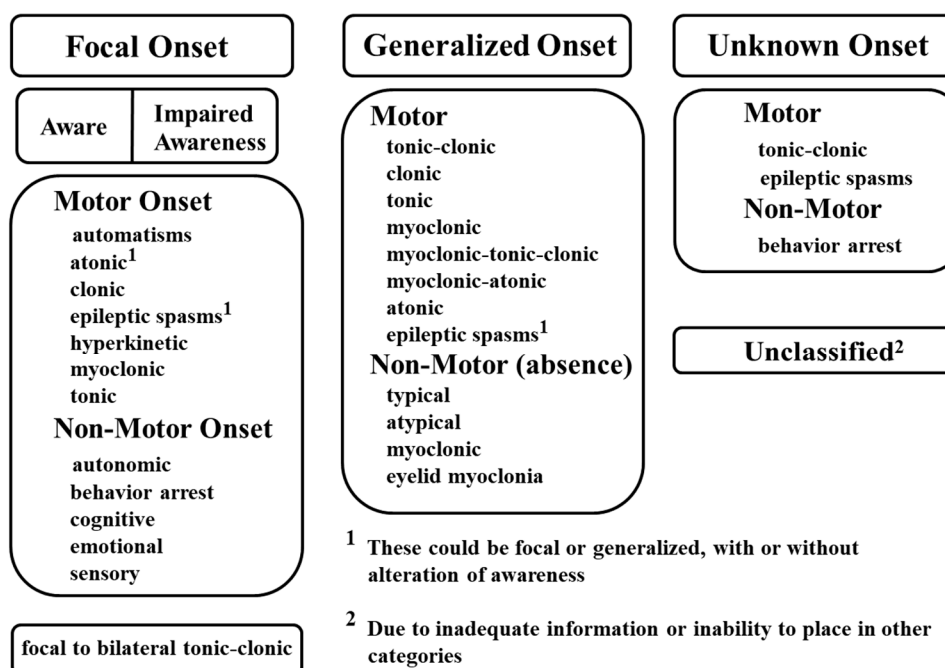 Focal Onset
Aware
Impaired
Awareness
Motor Onset
automatisms
atonic¹
clonic
epileptic spasms¹
hyperkinetic
myoclonic
tonic
Non-Motor Onset
autonomic
behavior arrest
cognitive
emotional
sensory
focal to bilateral tonic-clonic
Generalized Onset
Motor
tonic-clonic
clonic
tonic
myoclonic
myoclonic-tonic-clonic
myoclonic-atonic
atonic
epileptic spasms¹
Non-Motor (absence)
typical
atypical
myoclonic
eyelid myoclonia
Unknown Onset
Motor
tonic-clonic
epileptic spasms
Non-Motor
behavior arrest
Unclassified²
¹ These could be focal or generalized, with or without
alteration of awareness
² Due to inadequate information or inability to place in other
categories